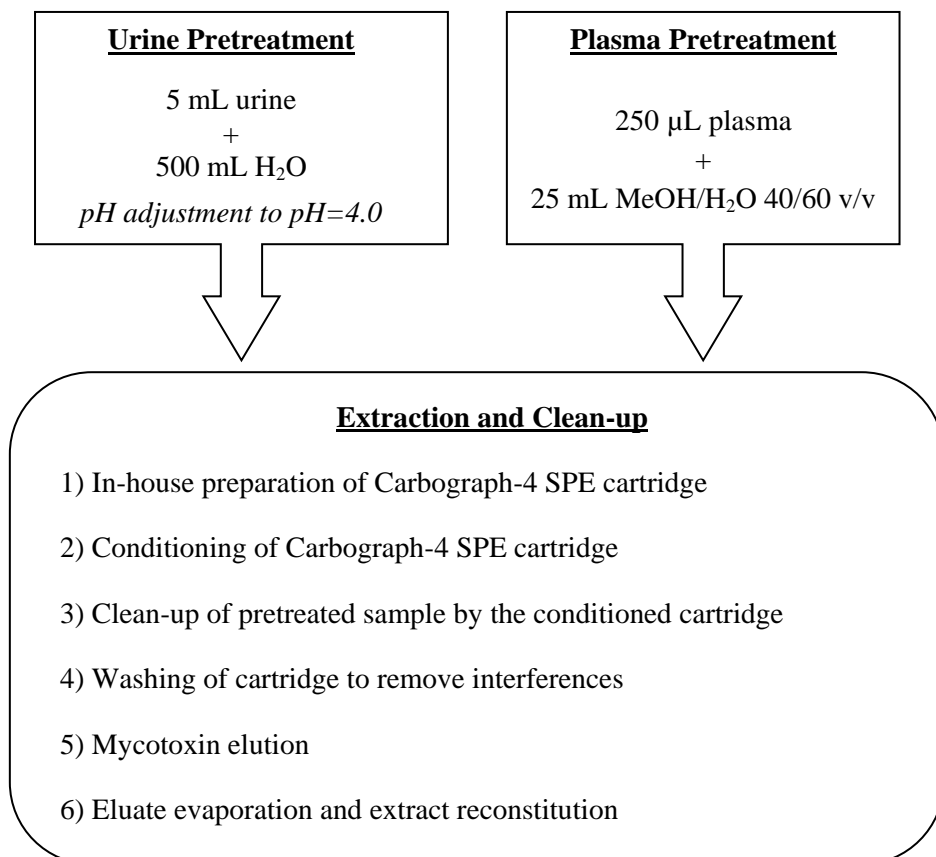 Urine Pretreatment
5 mL urine
+
500 mL H₂O
pH adjustment to pH=4.0
Plasma Pretreatment
250 µL plasma
+
25 mL MeOH/H₂O 40/60 v/v
Extraction and Clean-up
1) In-house preparation of Carbograph-4 SPE cartridge
2) Conditioning of Carbograph-4 SPE cartridge
3) Clean-up of pretreated sample by the conditioned cartridge
4) Washing of cartridge to remove interferences
5) Mycotoxin elution
6) Eluate evaporation and extract reconstitution